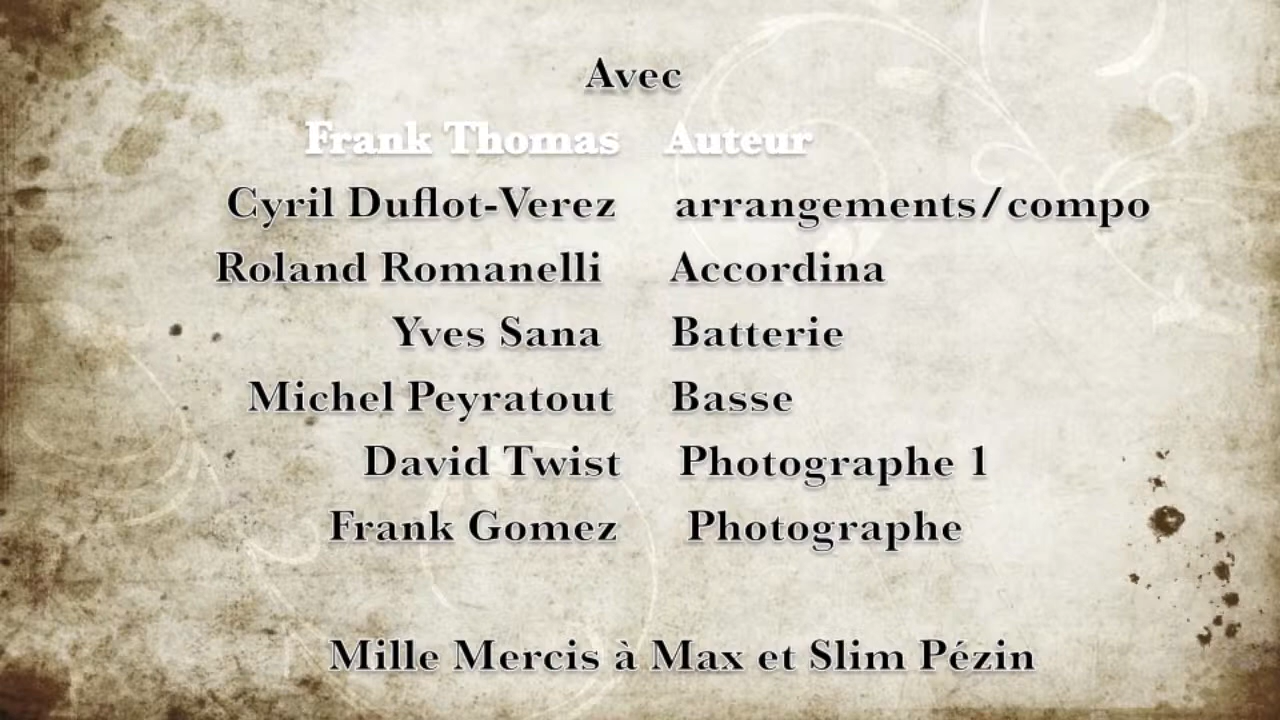 Avec
Frank Thomas Auteur
Cyril Duflot-Verez arrangements/compo
Roland Romanelli Accordina
Yves Sana Batterie
Michel Peyratout Basse
David Twist Photographe 1
Frank Gomez Photographe
Mille Mercis à Max et Slim Pézin